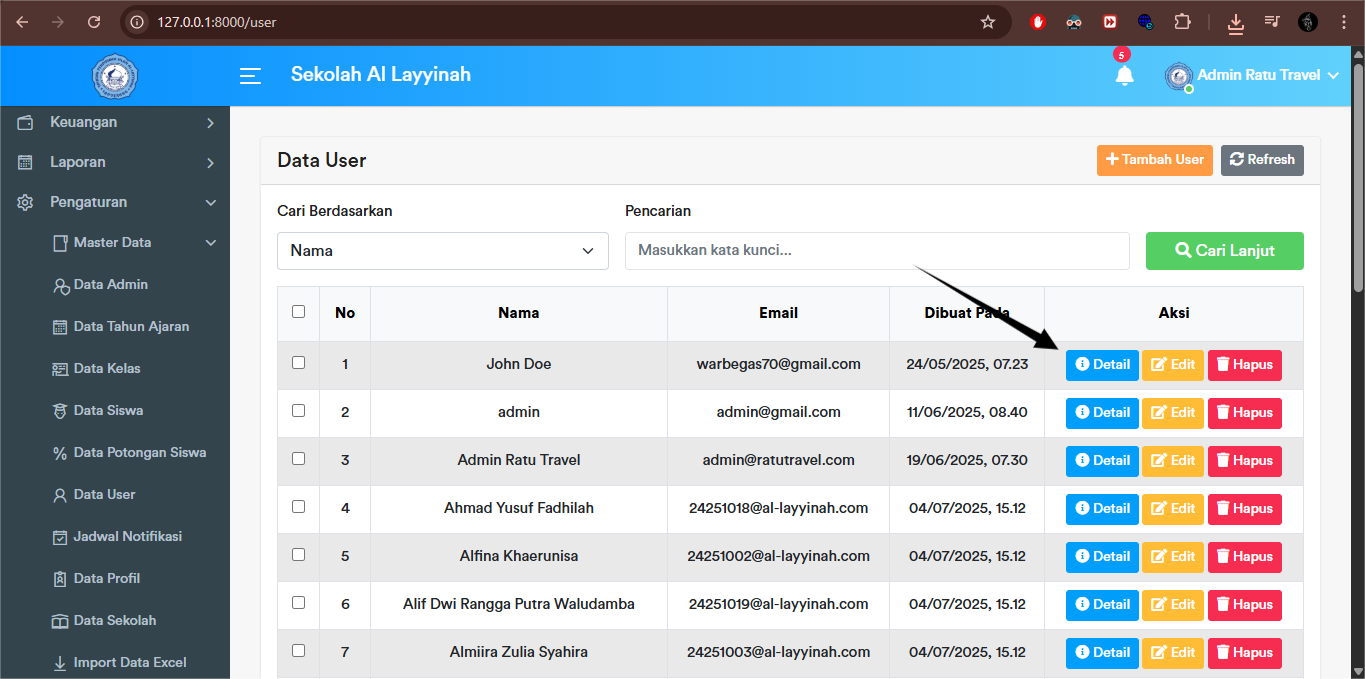 127.0.0.1:8000/user
Sekolah Al Layyinah
5
Admin Ratu Travel
Keuangan
Laporan
Pengaturan
Master Data
Data Admin
Data Tahun Ajaran
Data Kelas
Data Siswa
Data Potongan Siswa
Data User
Jadwal Notifikasi
Data Profil
Data Sekolah
Import Data Excel
Data User
Tambah User Refresh
Cari Berdasarkan Pencarian
Nama Masukkan kata kunci... Cari Lanjut
No Nama Email Dibuat Pada Aksi
1 John Doe warbegas70@gmail.com 24/05/2025, 07.23 Detail Edit Hapus
2 admin admin@gmail.com 11/06/2025, 08.40 Detail Edit Hapus
3 Admin Ratu Travel admin@ratutravel.com 19/06/2025, 07.30 Detail Edit Hapus
4 Ahmad Yusuf Fadhilah 24251018@al-layyinah.com 04/07/2025, 15.12 Detail Edit Hapus
5 Alfina Khaerunisa 24251002@al-layyinah.com 04/07/2025, 15.12 Detail Edit Hapus
6 Alif Dwi Rangga Putra Waludamba 24251019@al-layyinah.com 04/07/2025, 15.12 Detail Edit Hapus
7 Almiira Zulia Syahira 24251003@al-layyinah.com 04/07/2025, 15.12 Detail Edit Hapus